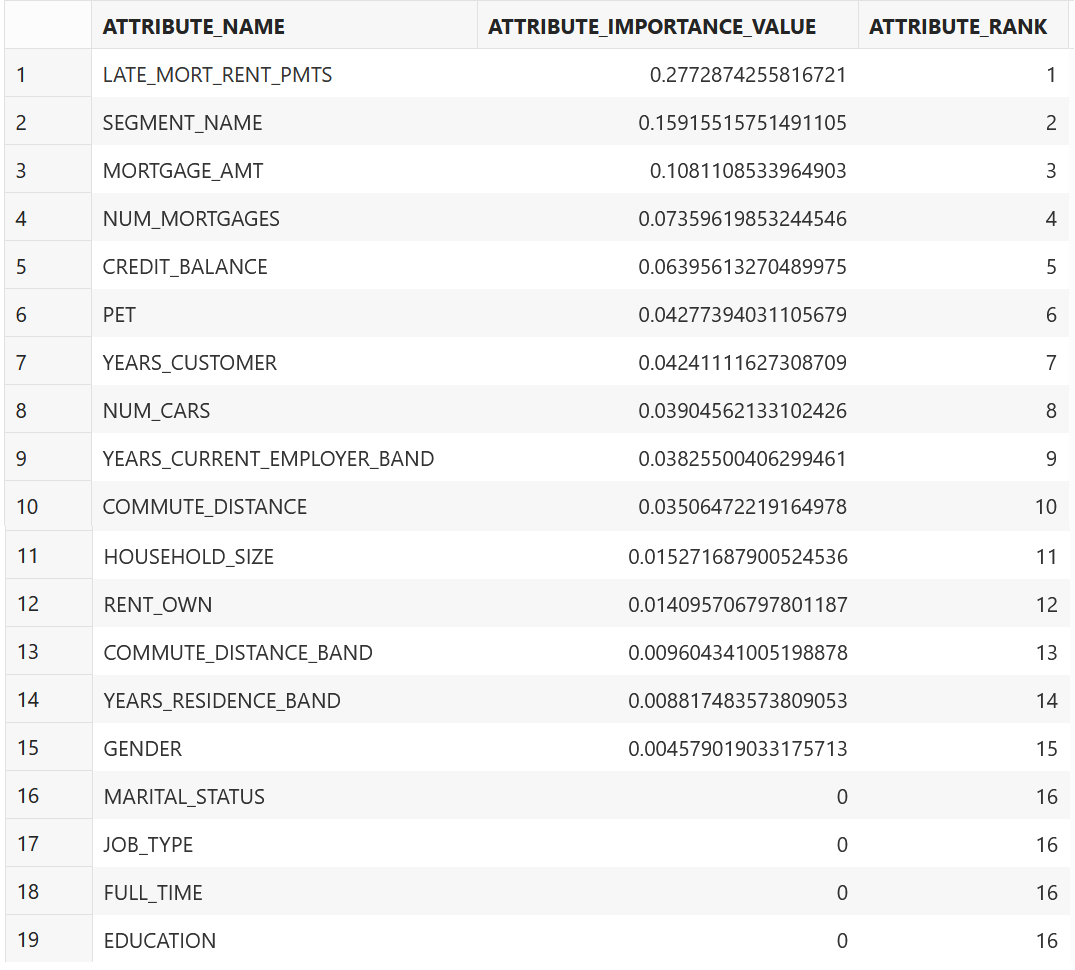 ATTRIBUTE_NAME ATTRIBUTE_IMPORTANCE_VALUE ATTRIBUTE_RANK
1 LATE_MORT_RENT_PMTS 0.2772874255816721 1
2 SEGMENT_NAME 0.15915515751491105 2
3 MORTGAGE_AMT 0.1081108533964903 3
4 NUM_MORTGAGES 0.07359619853244546 4
5 CREDIT_BALANCE 0.06395613270489975 5
6 PET 0.04277394031105679 6
7 YEARS_CUSTOMER 0.04241111627308709 7
8 NUM_CARS 0.03904562133102426 8
9 YEARS_CURRENT_EMPLOYER_BAND 0.03825500406299461 9
10 COMMUTE_DISTANCE 0.03506472219164978 10
11 HOUSEHOLD_SIZE 0.015271687900524536 11
12 RENT_OWN 0.014095706797801187 12
13 COMMUTE_DISTANCE_BAND 0.009604341005198878 13
14 YEARS_RESIDENCE_BAND 0.008817483573809053 14
15 GENDER 0.004579019033175713 15
16 MARITAL_STATUS 0 16
17 JOB_TYPE 0 16
18 FULL_TIME 0 16
19 EDUCATION 0 16